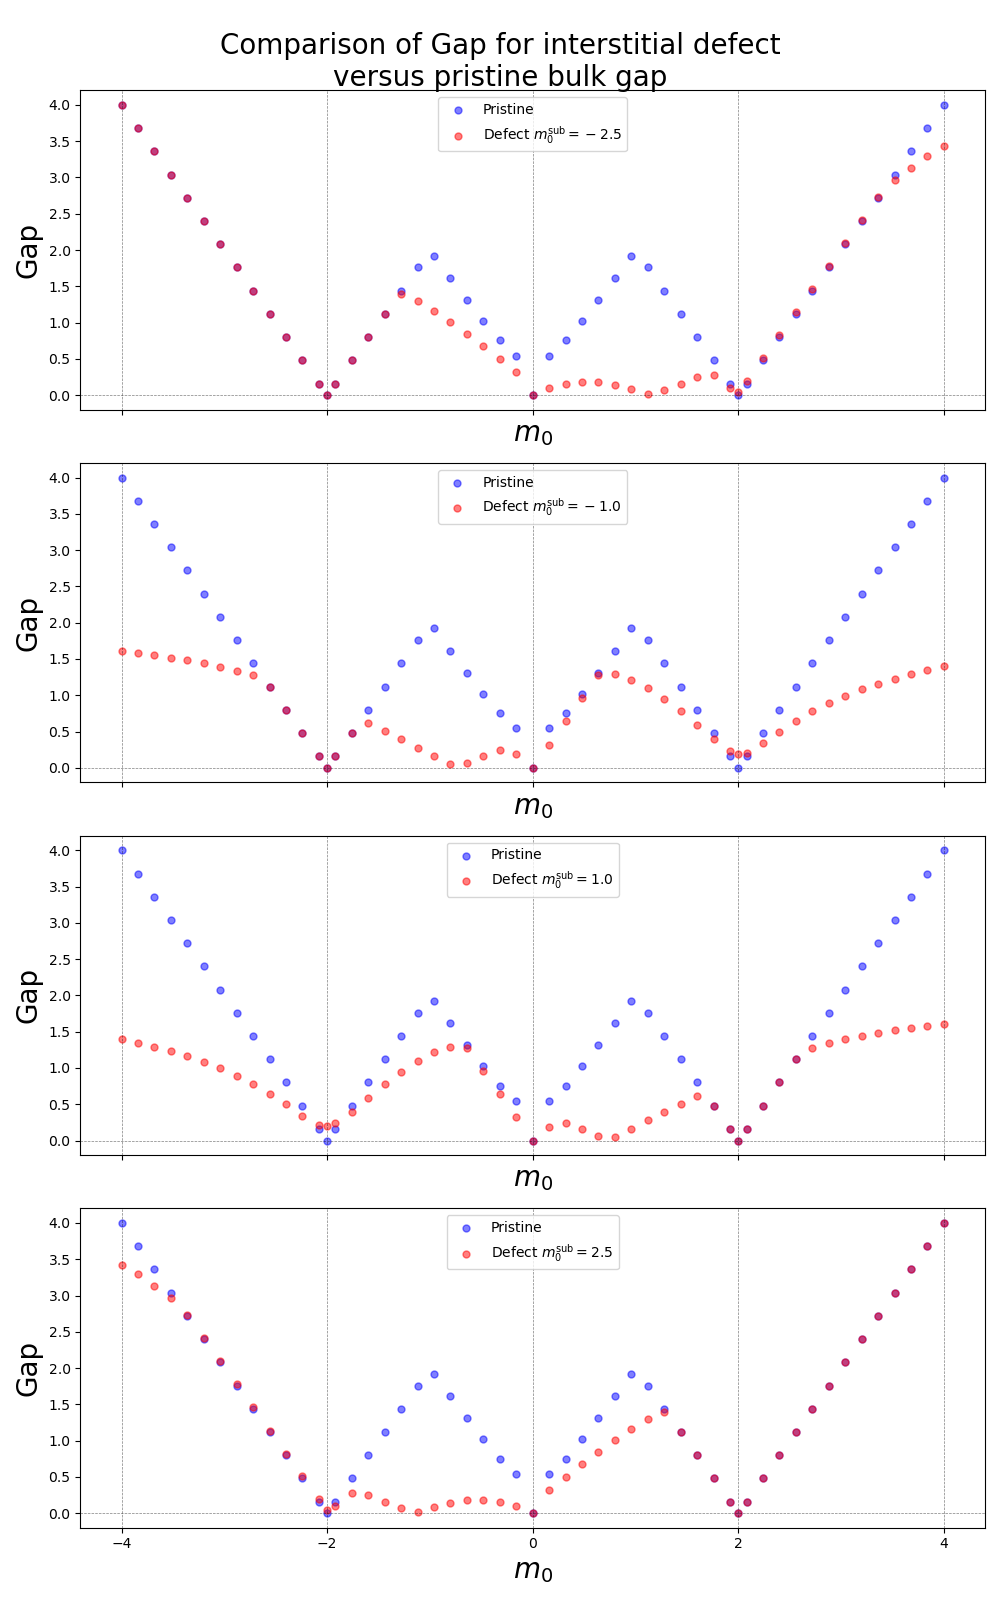 Comparison of Gap for interstitial defect
versus pristine bulk gap
Pristine
Defect $m_0^{\mathrm{sub}} = -2.5$
4.0
3.5
3.0
2.5
2.0
1.5
1.0
0.5
0.0
Gap
$m_0$
Pristine
Defect $m_0^{\mathrm{sub}} = -1.0$
4.0
3.5
3.0
2.5
2.0
1.5
1.0
0.5
0.0
Gap
$m_0$
Pristine
Defect $m_0^{\mathrm{sub}} = 1.0$
4.0
3.5
3.0
2.5
2.0
1.5
1.0
0.5
0.0
Gap
$m_0$
Pristine
Defect $m_0^{\mathrm{sub}} = 2.5$
4.0
3.5
3.0
2.5
2.0
1.5
1.0
0.5
0.0
Gap
−4 −2 0 2 4
$m_0$